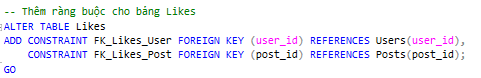 -- Thêm ràng buộc cho bảng Likes
ALTER TABLE Likes
ADD CONSTRAINT FK_Likes_User FOREIGN KEY (user_id) REFERENCES Users(user_id),
    CONSTRAINT FK_Likes_Post FOREIGN KEY (post_id) REFERENCES Posts(post_id);
GO